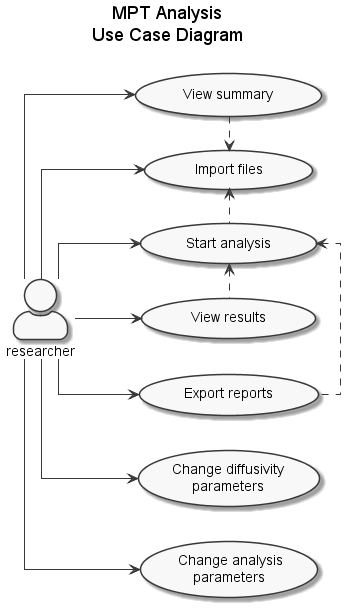 MPT Analysis
Use Case Diagram
View summary
Import files
Start analysis
View results
researcher
Export reports
Change diffusivity
parameters
Change analysis
parameters